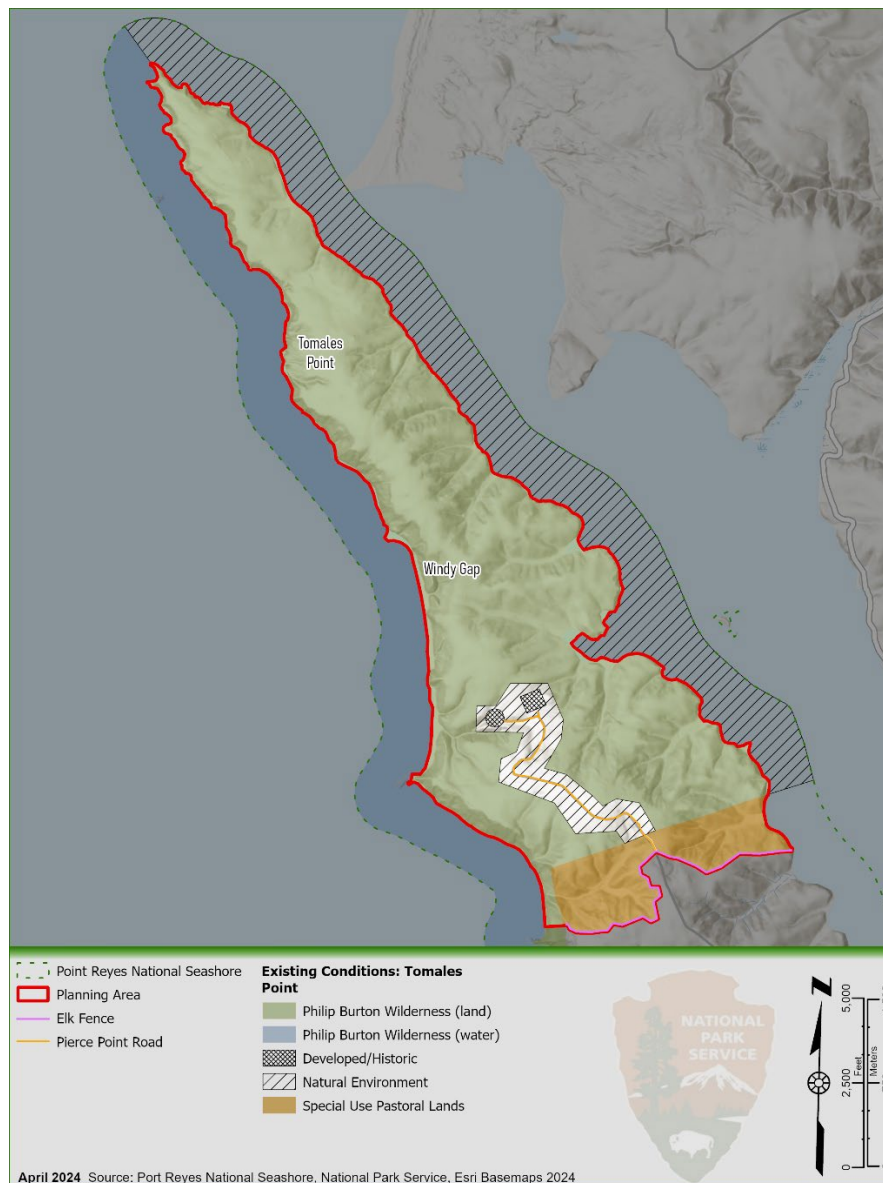 Tomales
Point
Windy Gap
Point Reyes National Seashore
Planning Area
Elk Fence
Pierce Point Road
Existing Conditions: Tomales
Point
Philip Burton Wilderness (land)
Philip Burton Wilderness (water)
Developed/Historic
Natural Environment
Special Use Pastoral Lands
NATIONAL
PARK
SERVICE
N
5,000
2,500
0
Feet
Meters
April 2024 Source: Port Reyes National Seashore, National Park Service, Esri Basemaps 2024